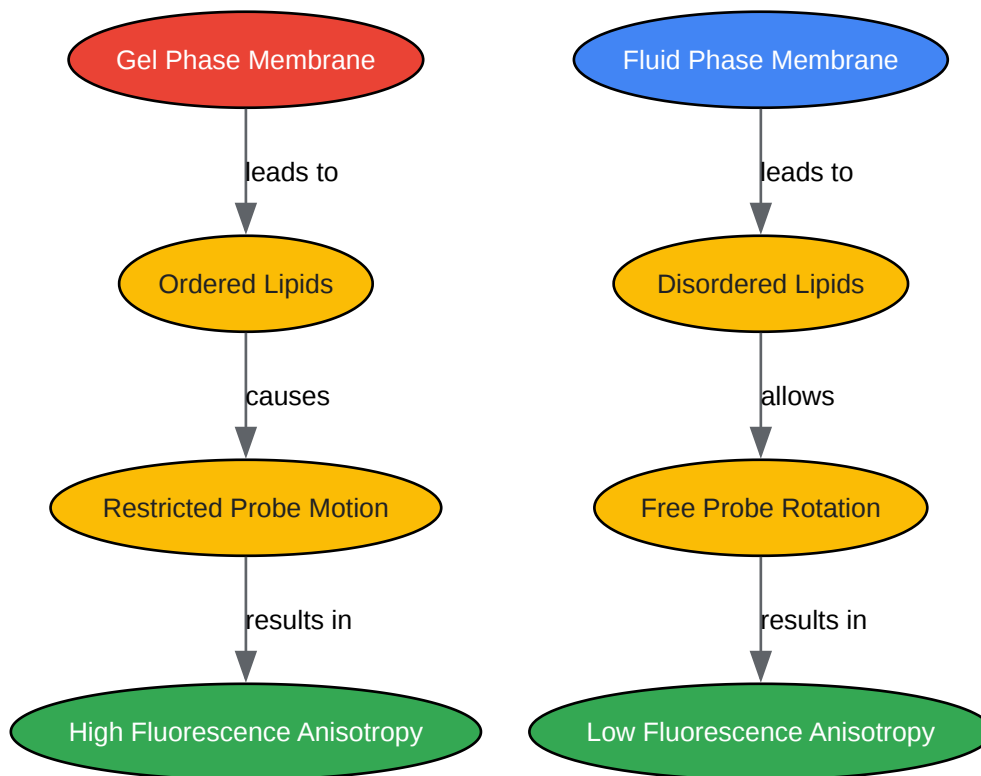 Gel Phase Membrane
Fluid Phase Membrane
leads to
leads to
Ordered Lipids
Disordered Lipids
causes
allows
Restricted Probe Motion
Free Probe Rotation
results in
results in
High Fluorescence Anisotropy
Low Fluorescence Anisotropy